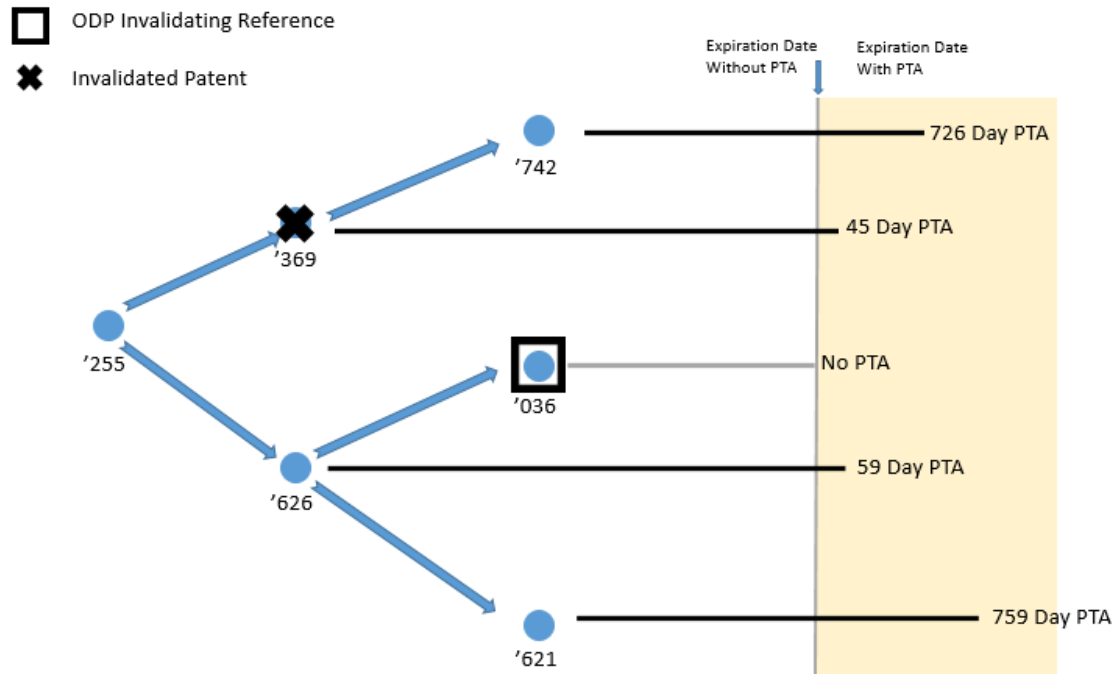 ODP Invalidating Reference
Invalidated Patent
Expiration Date
Without PTA
Expiration Date
With PTA
’742
726 Day PTA
’369
45 Day PTA
’255
’036
No PTA
’626
59 Day PTA
’621
759 Day PTA